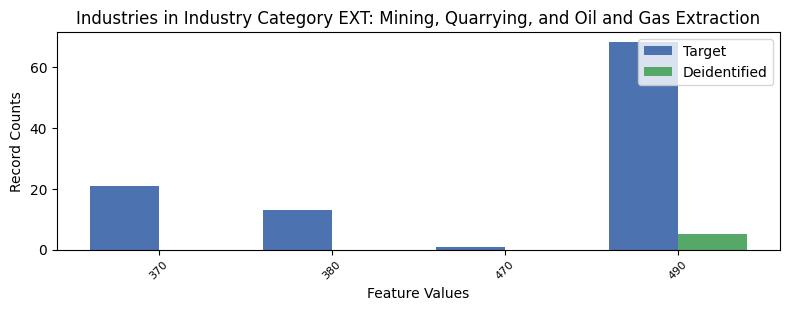 Industries in Industry Category EXT: Mining, Quarrying, and Oil and Gas Extraction
Target
Deidentified
Record Counts
60
40
20
0
370
380
470
490
Feature Values